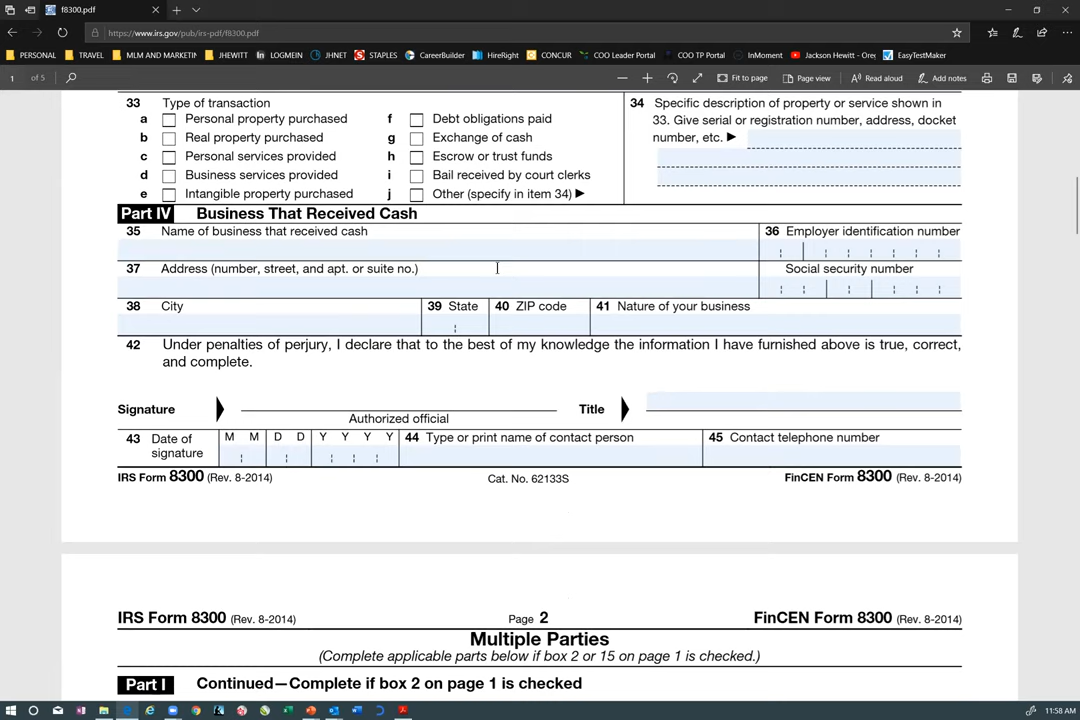 f8300.pdf
https://www.irs.gov/pub/irs-pdf/f8300.pdf
PERSONAL TRAVEL MLM AND MARKETIN JHEWITT LOGMEIN JHNET STAPLES CareerBuilder HireRight CONCUR COO Leader Portal COO TP Portal InMoment Jackson Hewitt - Oreg EasyTestMaker
1 of 5 Fit to page Page view Read aloud Add notes
33 Type of transaction
a Personal property purchased
b Real property purchased
c Personal services provided
d Business services provided
e Intangible property purchased
f Debt obligations paid
g Exchange of cash
h Escrow or trust funds
i Bail received by court clerks
j Other (specify in item 34) ▶
34 Specific description of property or service shown in
33. Give serial or registration number, address, docket
number, etc. ▶
Part IV Business That Received Cash
35 Name of business that received cash
36 Employer identification number
37 Address (number, street, and apt. or suite no.)
Social security number
38 City
39 State
40 ZIP code
41 Nature of your business
42 Under penalties of perjury, I declare that to the best of my knowledge the information I have furnished above is true, correct,
and complete.
Signature
Authorized official
Title
43 Date of
signature
M M D D Y Y Y Y
44 Type or print name of contact person
45 Contact telephone number
IRS Form 8300 (Rev. 8-2014) Cat. No. 62133S FinCEN Form 8300 (Rev. 8-2014)
IRS Form 8300 (Rev. 8-2014) Page 2 FinCEN Form 8300 (Rev. 8-2014)
Multiple Parties
(Complete applicable parts below if box 2 or 15 on page 1 is checked.)
Part I Continued—Complete if box 2 on page 1 is checked
11:58 AM